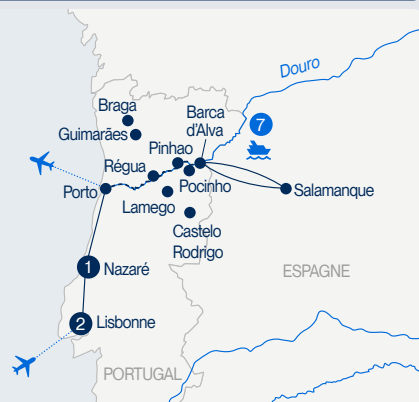 Douro
7
Braga
Guimarães
Barca
d'Alva
Pinhao
Régua
Pocinho
Porto
Salamanque
Lamego
Castelo
Rodrigo
1 Nazaré
ESPAGNE
2 Lisbonne
PORTUGAL